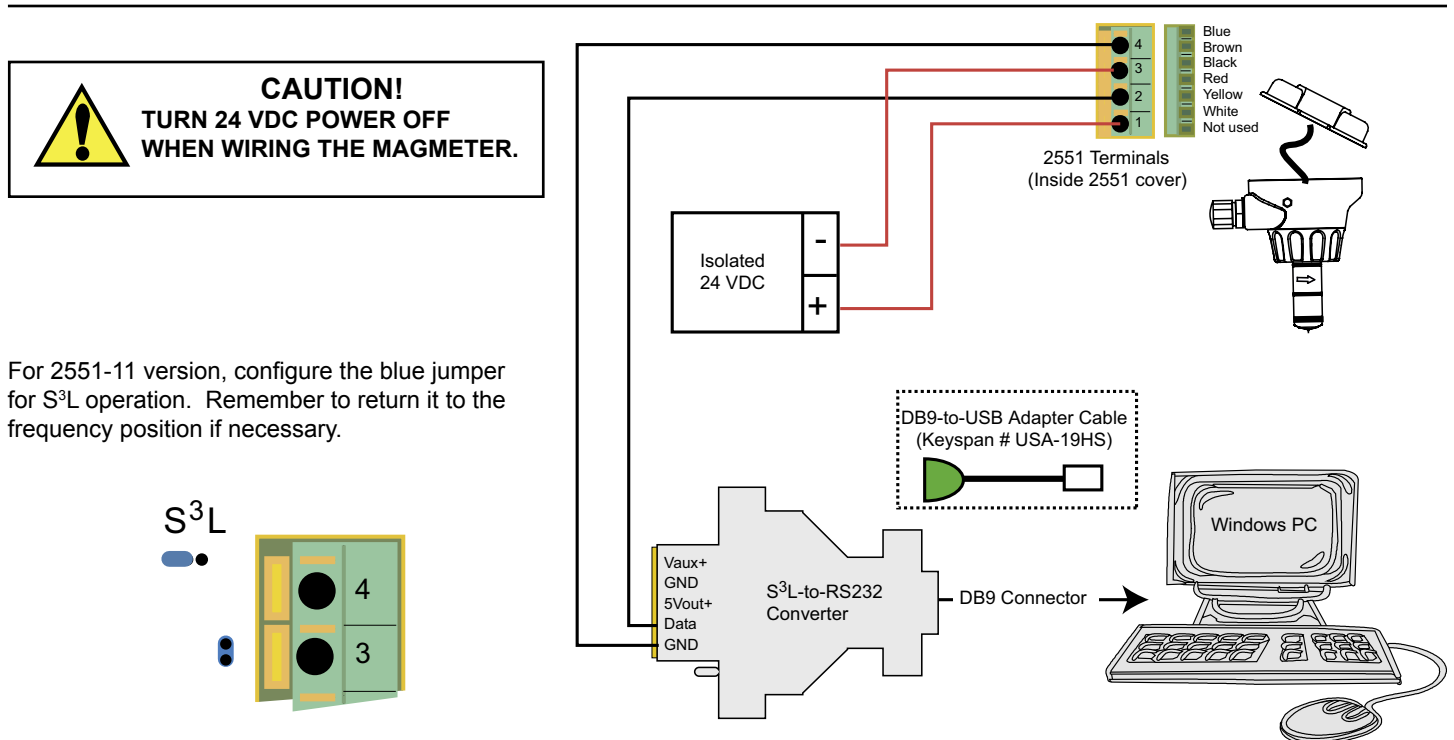 CAUTION!
TURN 24 VDC POWER OFF
WHEN WIRING THE MAGMETER.
4
3
2
1
Blue
Brown
Black
Red
Yellow
White
Not used
2551 Terminals
(Inside 2551 cover)
Isolated
24 VDC
-
+
For 2551-11 version, configure the blue jumper
for S³L operation. Remember to return it to the
frequency position if necessary.
S³L
4
3
DB9-to-USB Adapter Cable
(Keyspan # USA-19HS)
Vaux+
GND
5Vout+
Data
GND
S³L-to-RS232
Converter
DB9 Connector
Windows PC